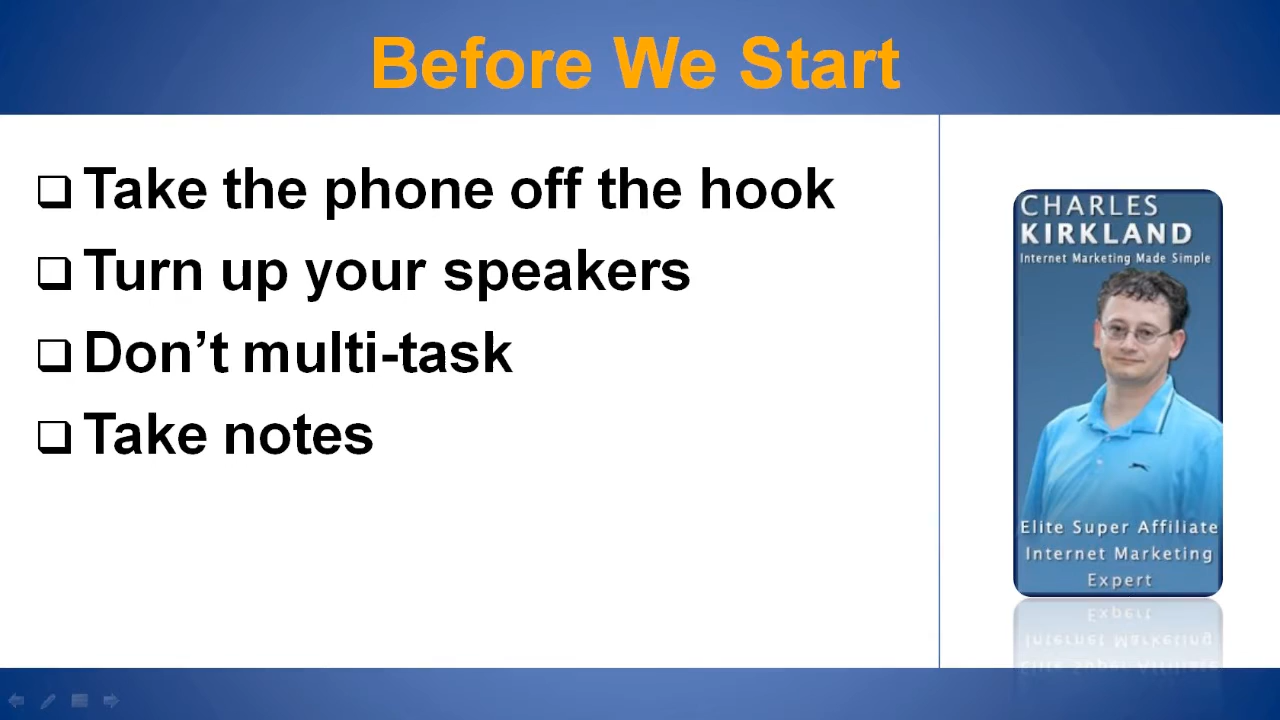 Before We Start
Take the phone off the hook
Turn up your speakers
Don’t multi-task
Take notes
CHARLES
KIRKLAND
Internet Marketing Made Simple
Elite Super Affiliate
Internet Marketing
Expert